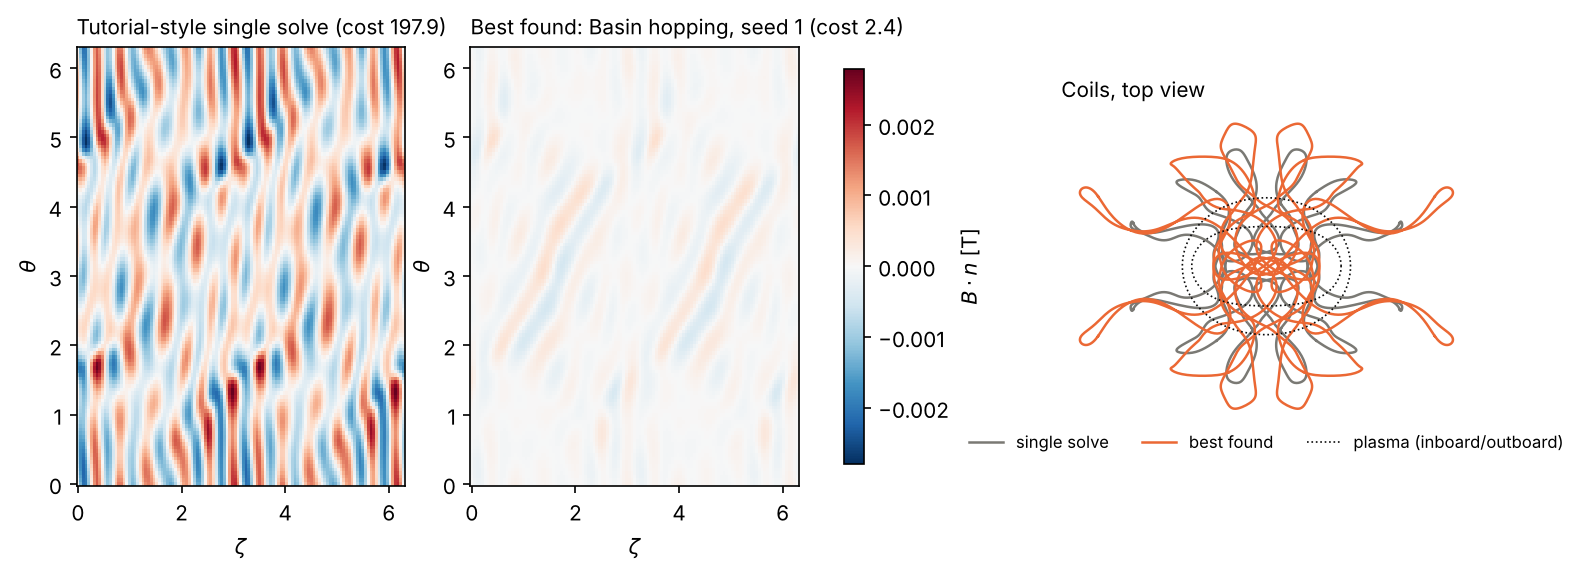 Tutorial-style single solve (cost 197.9)
6
5
4
3
2
1
0
θ
0 2 4 6
ζ
Best found: Basin hopping, seed 1 (cost 2.4)
6
5
4
3
2
1
0
θ
0 2 4 6
ζ
0.002
0.001
0.000
−0.001
−0.002
B · n [T]
Coils, top view
single solve
best found
plasma (inboard/outboard)